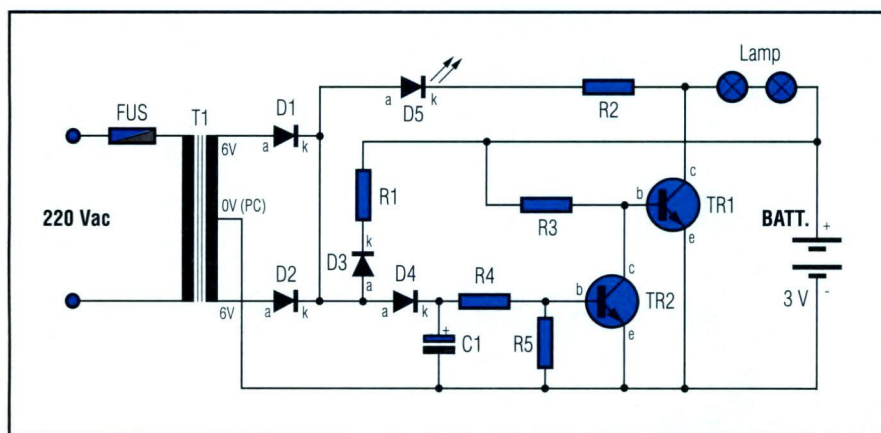 Lamp
FUS
T1
D1
a
k
a
k
D5
R2
6V
0V (PC)
220 Vac
R1
c
b
TR1
e
R3
BATT.
+
3 V
-
k
D3
a
D2
a
k
6V
D4
a
k
R4
+
C1
R5
c
b
TR2
e